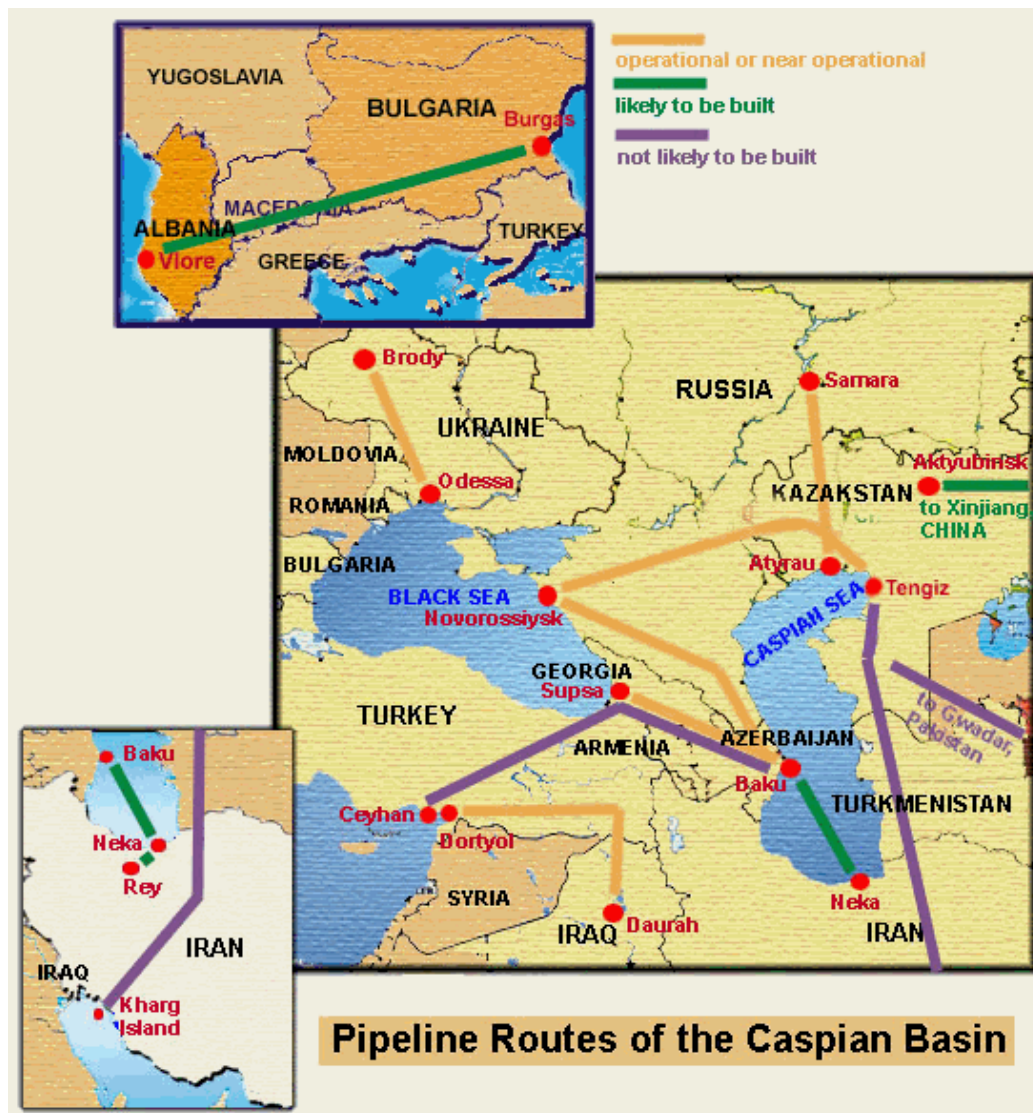 operational or near operational
likely to be built
not likely to be built
YUGOSLAVIA
BULGARIA
Burgas
MACEDONIA
ALBANIA
Vlore
GREECE
TURKEY
Brody
RUSSIA
Samara
UKRAINE
MOLDOVIA
Odessa
Aktyubinsk
KAZAKSTAN
ROMANIA
to Xinjiang,
CHINA
BULGARIA
Atyrau
BLACK SEA
Tengiz
Novorossiysk
CASPIAN SEA
GEORGIA
Supsa
TURKEY
to Gwadal,
Pakistan
ARMENIA
AZERBAIJAN
Baku
TURKMENISTAN
Ceyhan
Dortyol
SYRIA
Neka
IRAQ
Daurah
IRAN
Baku
Neka
Rey
IRAN
IRAQ
Kharg
Island
Pipeline Routes of the Caspian Basin